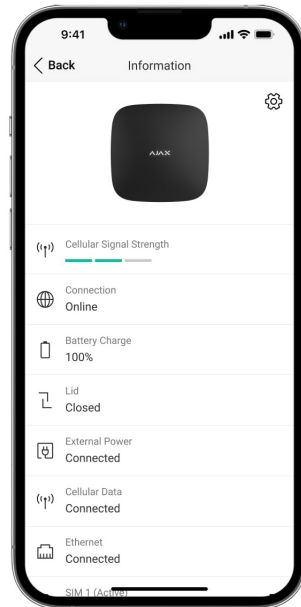 9:41
Back
Information
AJAX
Cellular Signal Strength
Connection
Online
Battery Charge
100%
Lid
Closed
External Power
Connected
Cellular Data
Connected
Ethernet
Connected
SIM 1 (Active)